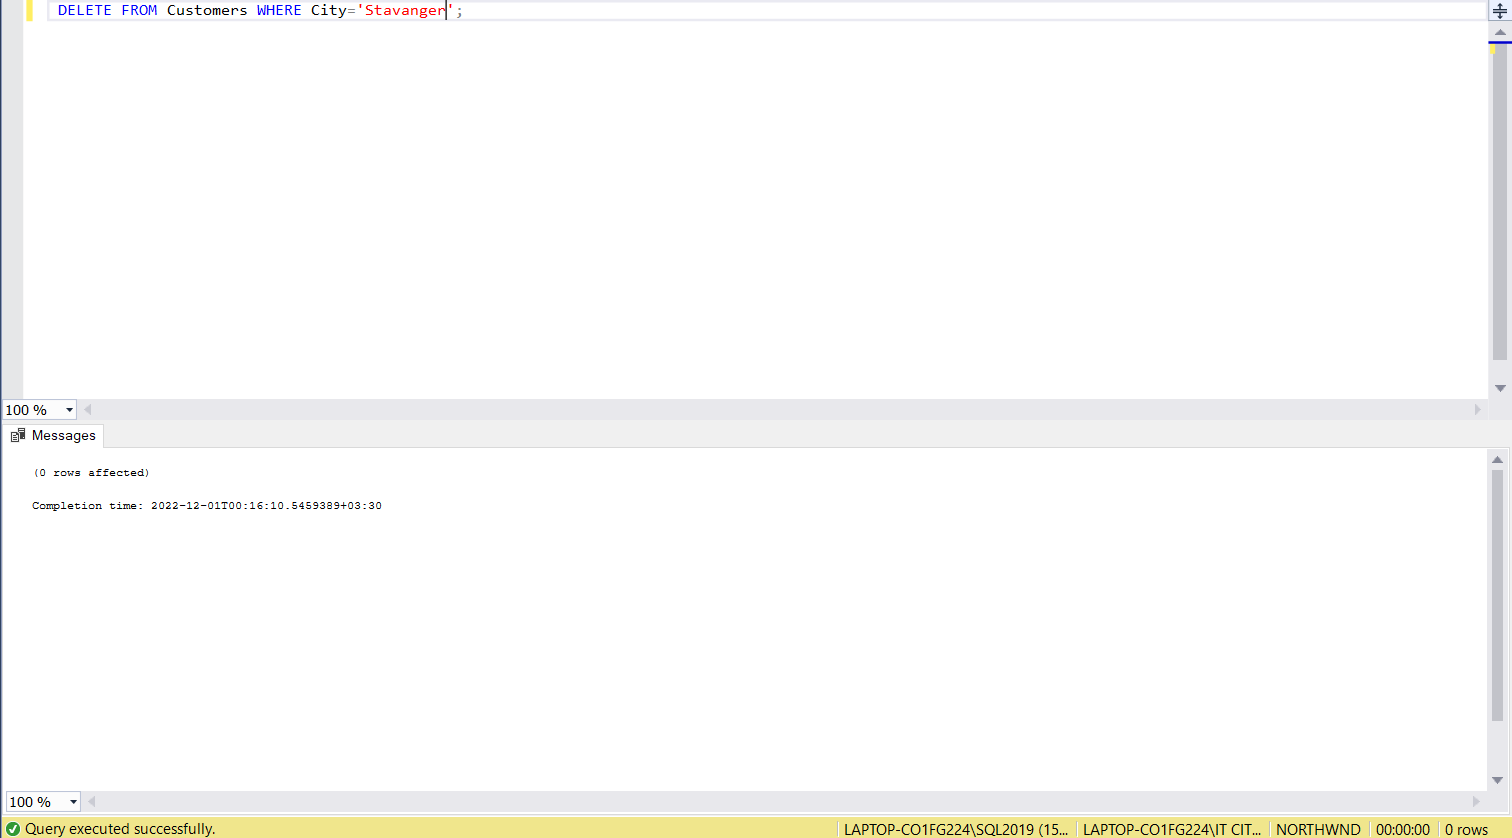 DELETE FROM Customers WHERE City='Stavanger';
100 %
Messages
(0 rows affected)
Completion time: 2022-12-01T00:16:10.5459389+03:30
100 %
Query executed successfully. LAPTOP-CO1FG224\SQL2019 (15... LAPTOP-CO1FG224\IT CIT... NORTHWND 00:00:00 0 rows